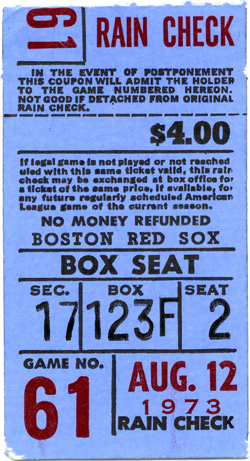 61
RAIN CHECK
IN THE EVENT OF POSTPONEMENT
THIS COUPON WILL ADMIT THE HOLDER
TO THE GAME NUMBERED HEREON.
NOT GOOD IF DETACHED FROM ORIGINAL
RAIN CHECK.
$4.00
If legal game is not played or not reached
uled with this same ticket valid, this rain
check may be exchanged at box office for
a ticket of the same price, if available, for
any future regularly scheduled American
League game of the current season.
NO MONEY REFUNDED
BOSTON RED SOX
BOX SEAT
SEC. BOX SEAT
17 123F 2
GAME NO.
61
AUG. 12
1973
RAIN CHECK